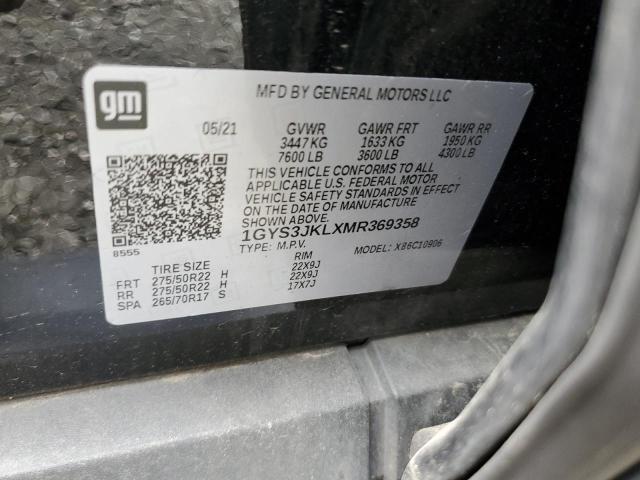 gm
MFD BY GENERAL MOTORS LLC
05/21 GVWR GAWR FRT GAWR RR
3447 KG 1633 KG 1950 KG
7600 LB 3600 LB 4300 LB
THIS VEHICLE CONFORMS TO ALL
APPLICABLE U.S. FEDERAL MOTOR
VEHICLE SAFETY STANDARDS IN EFFECT
ON THE DATE OF MANUFACTURE
SHOWN ABOVE.
1GYS3JKLXMR369358
8555 TYPE: M.P.V. MODEL: X86C10906
TIRE SIZE RIM
FRT 275/50R22 H 22X9J
RR 275/50R22 H 22X9J
SPA 265/70R17 S 17X7J